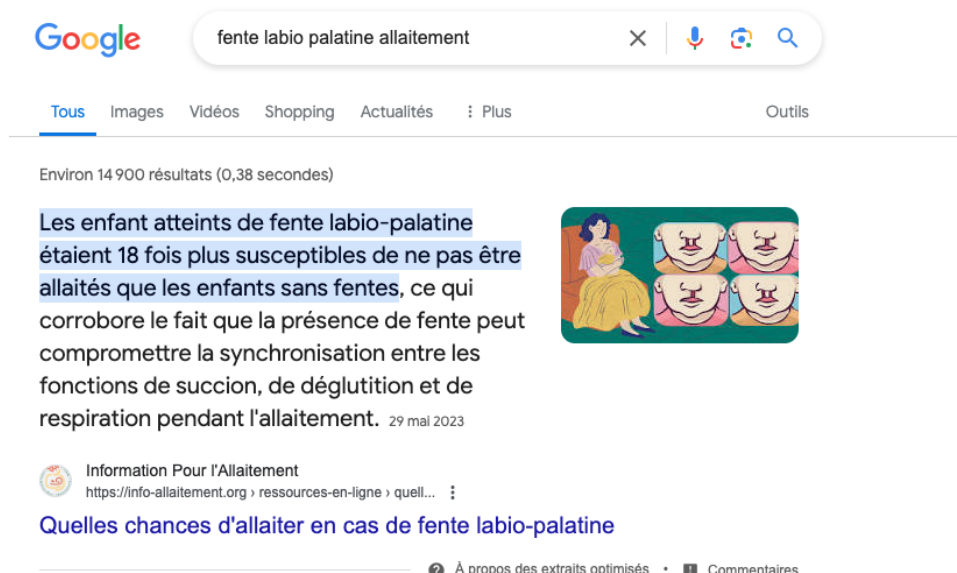 Google
fente labio palatine allaitement
Tous Images Vidéos Shopping Actualités Plus Outils
Environ 14 900 résultats (0,38 secondes)
Les enfant atteints de fente labio-palatine
étaient 18 fois plus susceptibles de ne pas être
allaités que les enfants sans fentes, ce qui
corrobore le fait que la présence de fente peut
compromettre la synchronisation entre les
fonctions de succion, de déglutition et de
respiration pendant l'allaitement. 29 mai 2023
Information Pour l'Allaitement
https://info-allaitement.org › ressources-en-ligne › quell...
Quelles chances d'allaiter en cas de fente labio-palatine
À propos des extraits optimisés • Commentaires